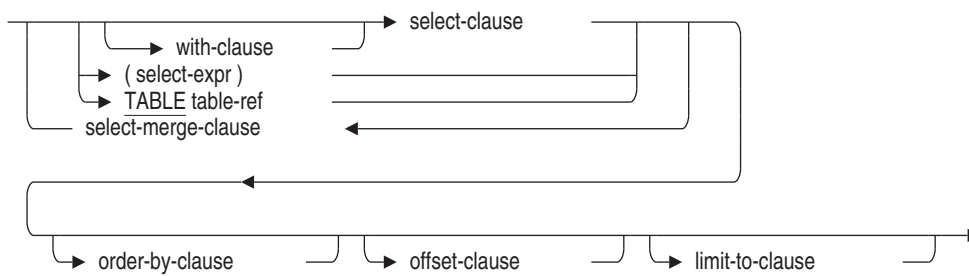 select-clause
with-clause
( select-expr )
TABLE table-ref
select-merge-clause
order-by-clause offset-clause limit-to-clause